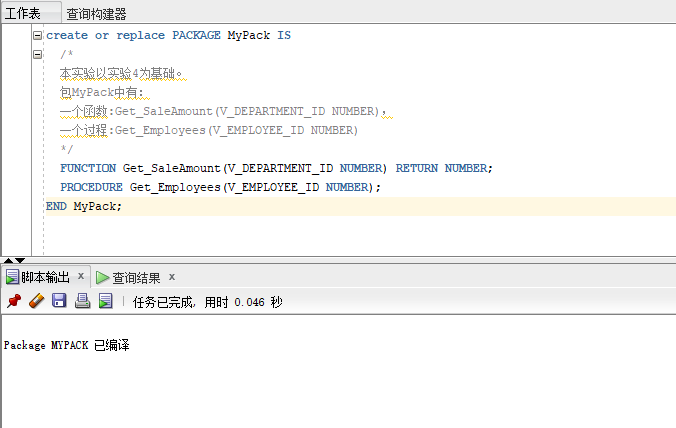 工作表 查询构建器
create or replace PACKAGE MyPack IS
/*
本实验以实验4为基础。
包MyPack中有:
一个函数:Get_SaleAmount(V_DEPARTMENT_ID NUMBER),
一个过程:Get_Employees(V_EMPLOYEE_ID NUMBER)
*/
FUNCTION Get_SaleAmount(V_DEPARTMENT_ID NUMBER) RETURN NUMBER;
PROCEDURE Get_Employees(V_EMPLOYEE_ID NUMBER);
END MyPack;
脚本输出 x 查询结果 x
任务已完成, 用时 0.046 秒
Package MYPACK 已编译